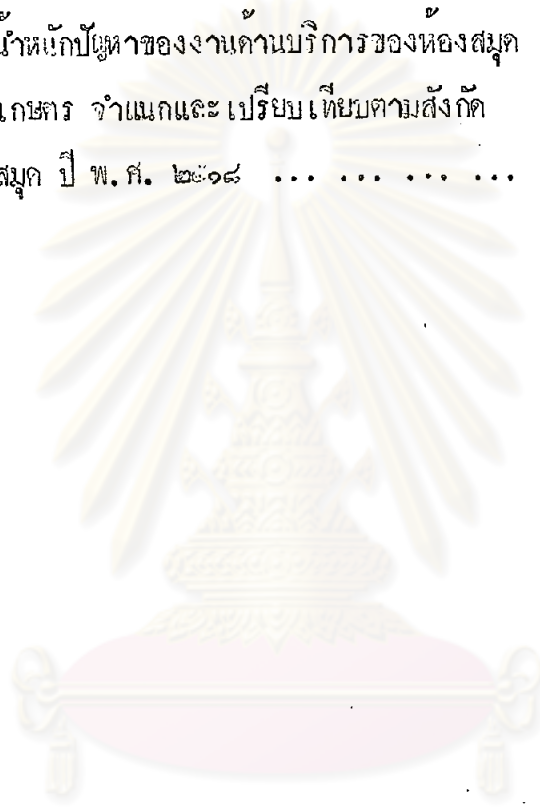 น้ำหนักปัญหาของงานด้านบริการของห้องสมุด
เกษตร จำแนกและเปรียบเทียบตามสังกัด
สมุด ปี พ.ศ. ๒๕๑๘ ... ... ... ...